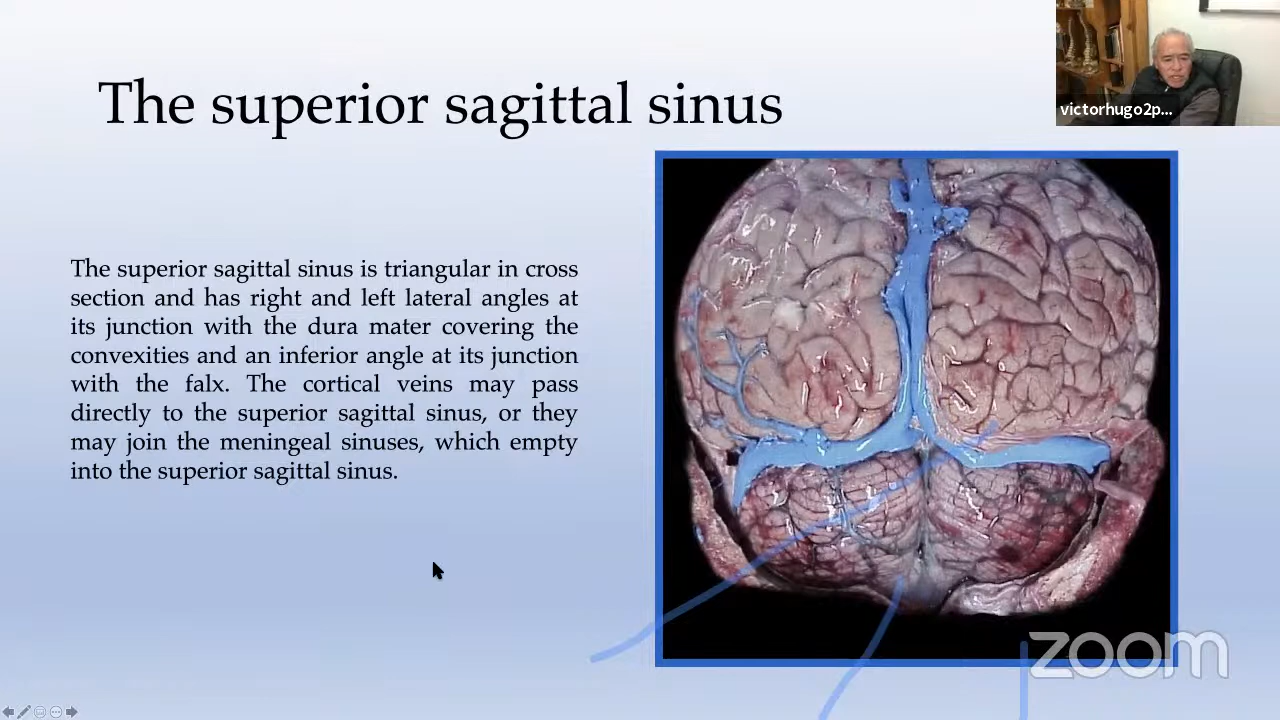 The superior sagittal sinus
victorhugo2p...
The superior sagittal sinus is triangular in cross
section and has right and left lateral angles at
its junction with the dura mater covering the
convexities and an inferior angle at its junction
with the falx. The cortical veins may pass
directly to the superior sagittal sinus, or they
may join the meningeal sinuses, which empty
into the superior sagittal sinus.
zoom